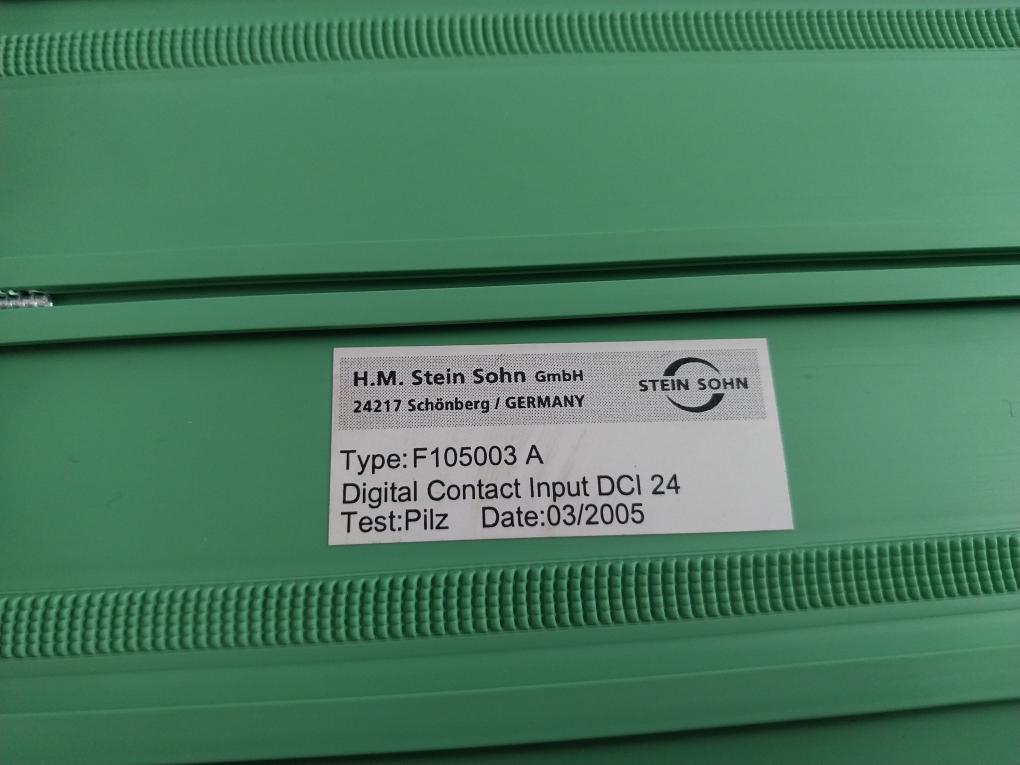 H.M. Stein Sohn GmbH
24217 Schönberg / GERMANY
STEIN SOHN
Type: F105003 A
Digital Contact Input DCI 24
Test:Pilz Date:03/2005